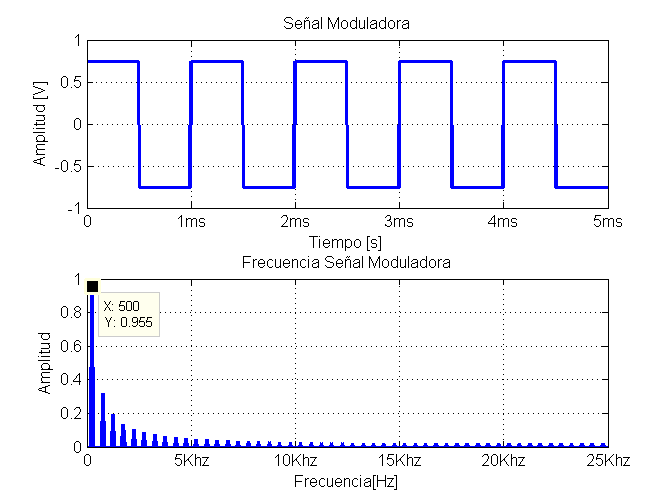 Señal Moduladora
1
0.5
0
-0.5
-1
Amplitud [V]
0 1ms 2ms 3ms 4ms 5ms
Tiempo [s]
Frecuencia Señal Moduladora
1
0.8
0.6
0.4
0.2
0
Amplitud
X: 500
Y: 0.955
0 5Khz 10Khz 15Khz 20Khz 25Khz
Frecuencia[Hz]